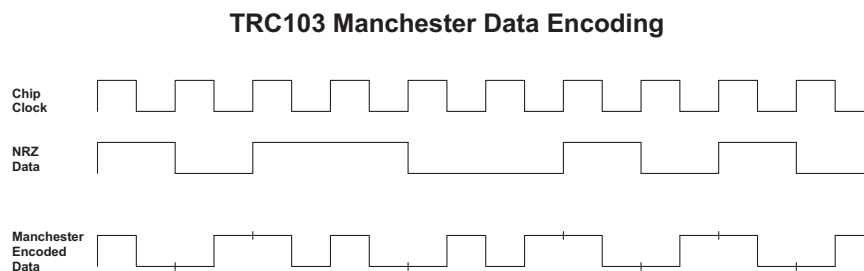 TRC103 Manchester Data Encoding
Chip
Clock
NRZ
Data
Manchester
Encoded
Data